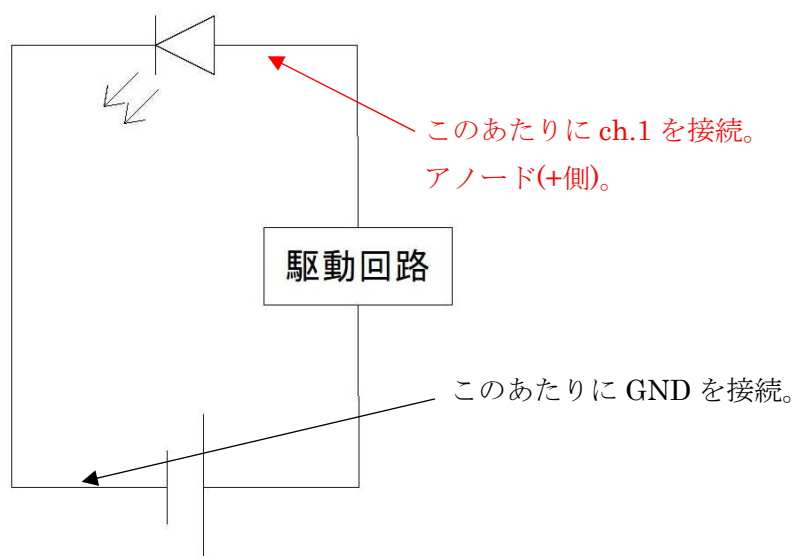 このあたりに ch.1 を接続。
アノード(+側)。
駆動回路
このあたりに GND を接続。